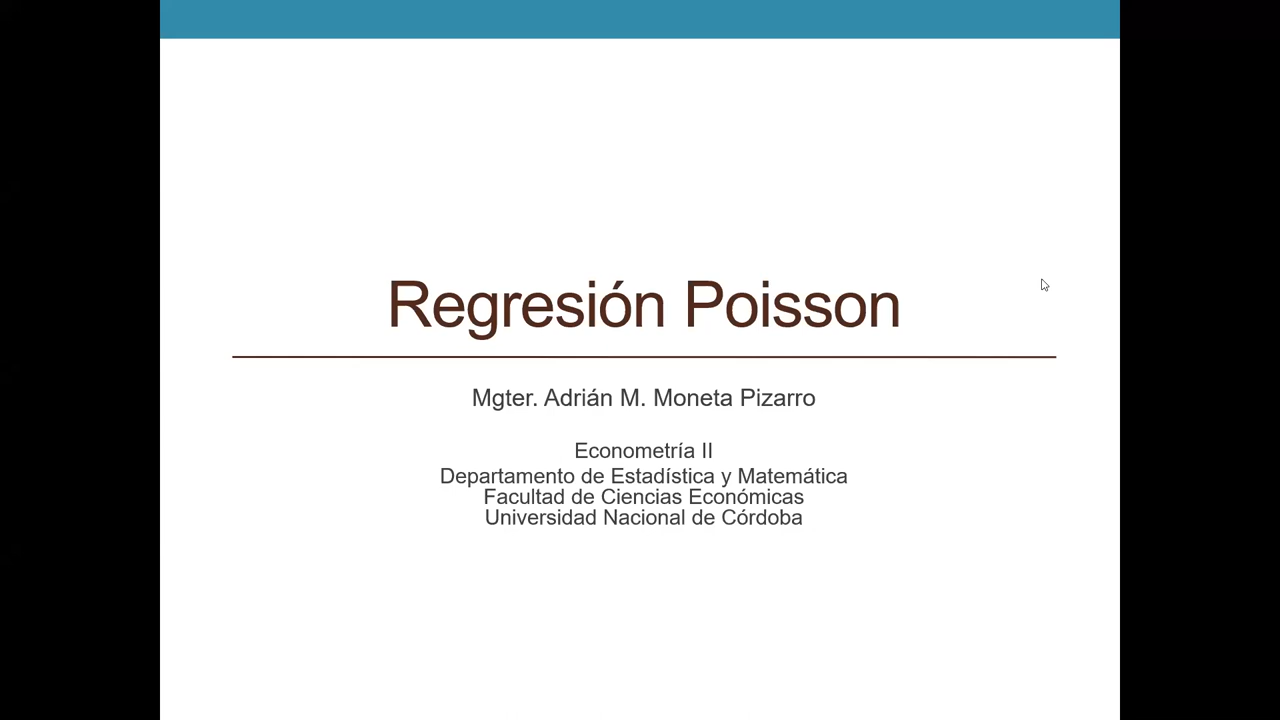 Regresión Poisson
Mgter. Adrián M. Moneta Pizarro
Econometría II
Departamento de Estadística y Matemática
Facultad de Ciencias Económicas
Universidad Nacional de Córdoba